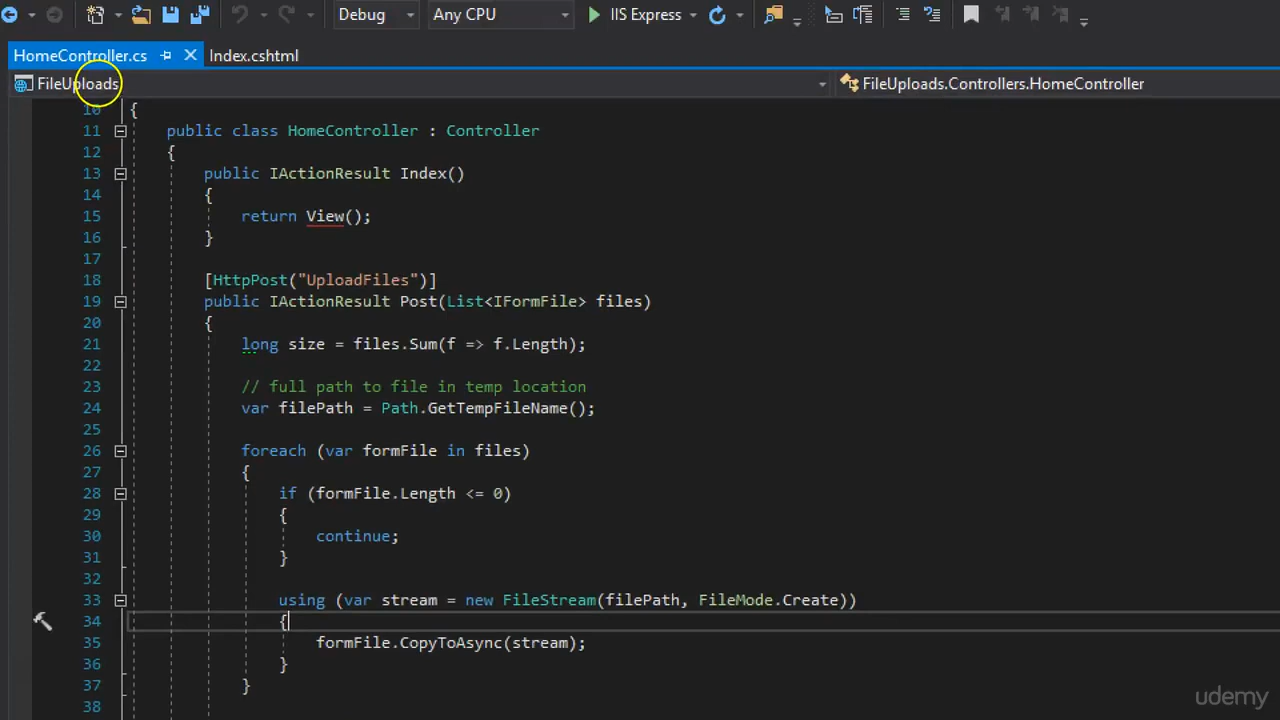 Debug Any CPU IIS Express
HomeController.cs Index.cshtml
FileUploads FileUploads.Controllers.HomeController
10 {
11 public class HomeController : Controller
12 {
13 public IActionResult Index()
14 {
15 return View();
16 }
17
18 [HttpPost("UploadFiles")]
19 public IActionResult Post(List<IFormFile> files)
20 {
21 long size = files.Sum(f => f.Length);
22
23 // full path to file in temp location
24 var filePath = Path.GetTempFileName();
25
26 foreach (var formFile in files)
27 {
28 if (formFile.Length <= 0)
29 {
30 continue;
31 }
32
33 using (var stream = new FileStream(filePath, FileMode.Create))
34 {
35 formFile.CopyToAsync(stream);
36 }
37 }
38
udemy